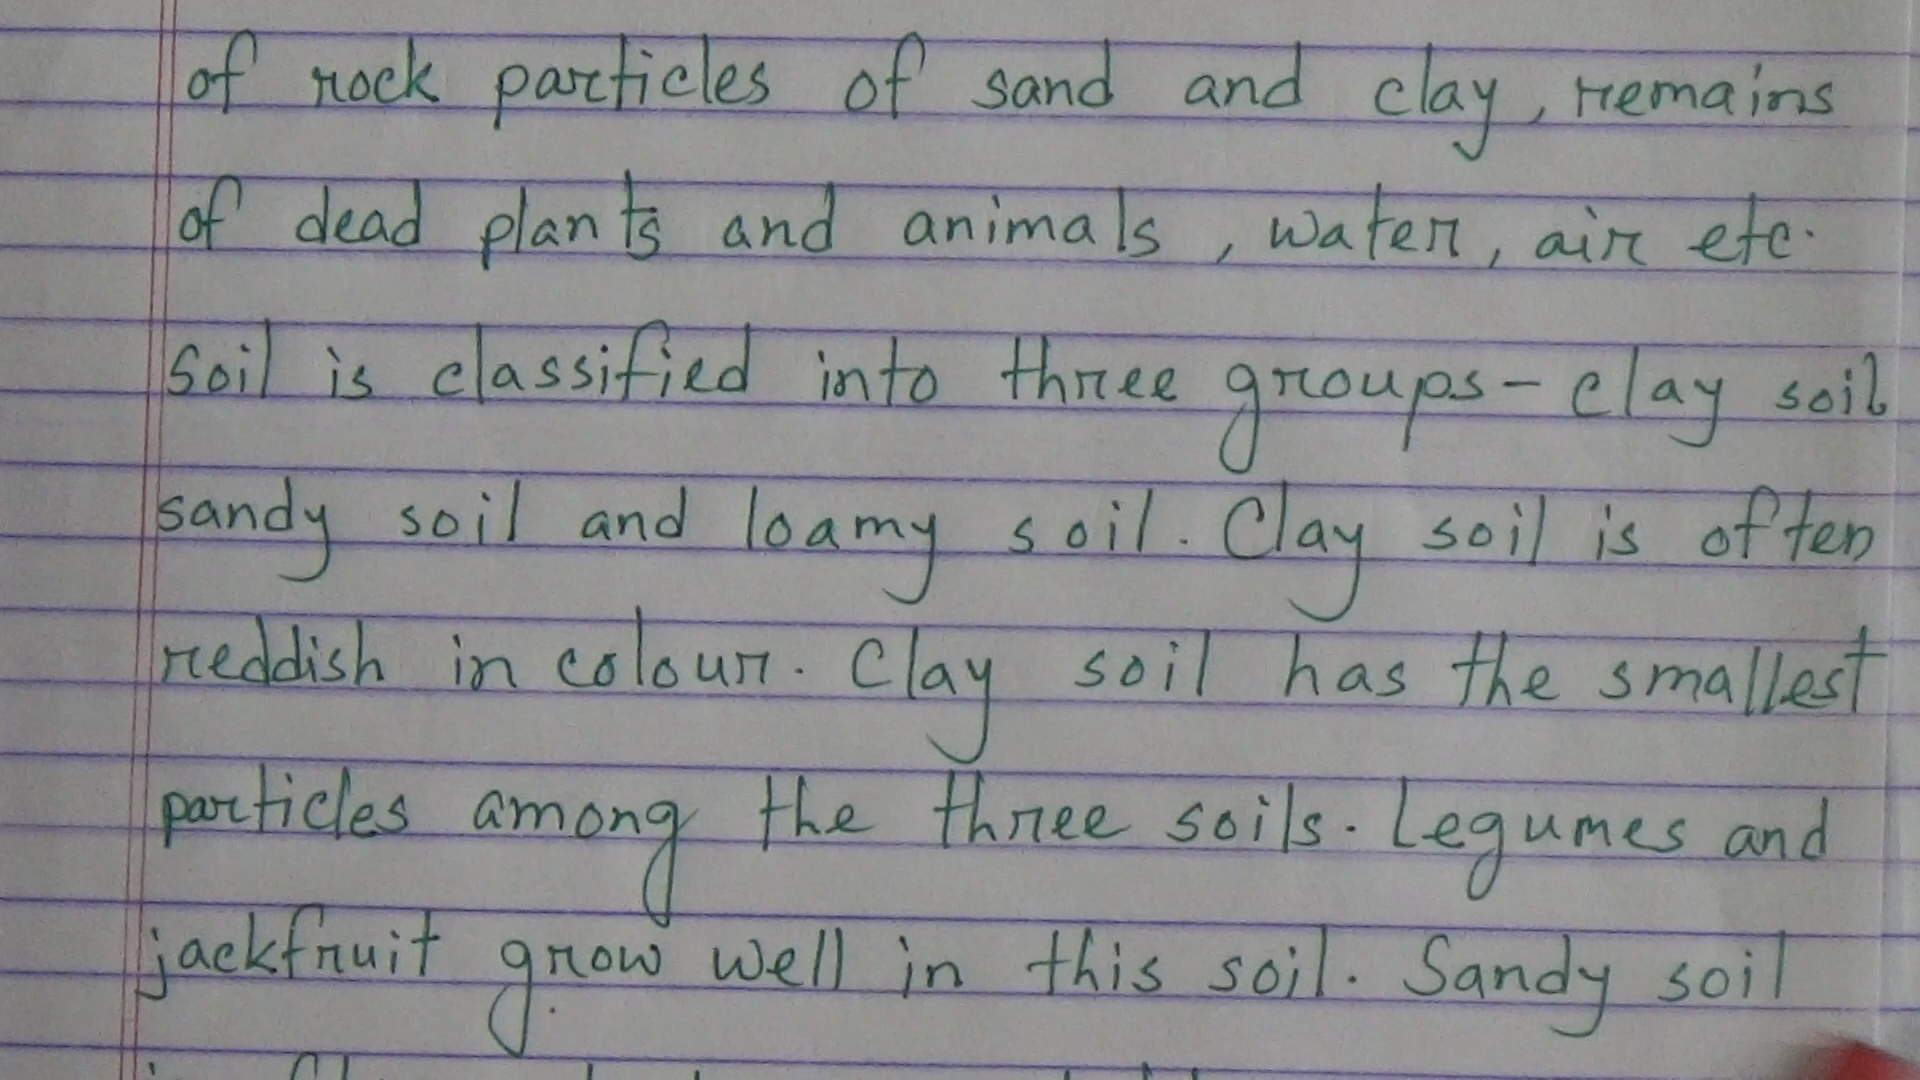 of rock particles of sand and clay, remains
of dead plants and animals, water, air etc.
Soil is classified into three groups- clay soil
sandy soil and loamy soil. Clay soil is often
reddish in colour. Clay soil has the smallest
particles among the three soils. Legumes and
jackfruit grow well in this soil. Sandy soil